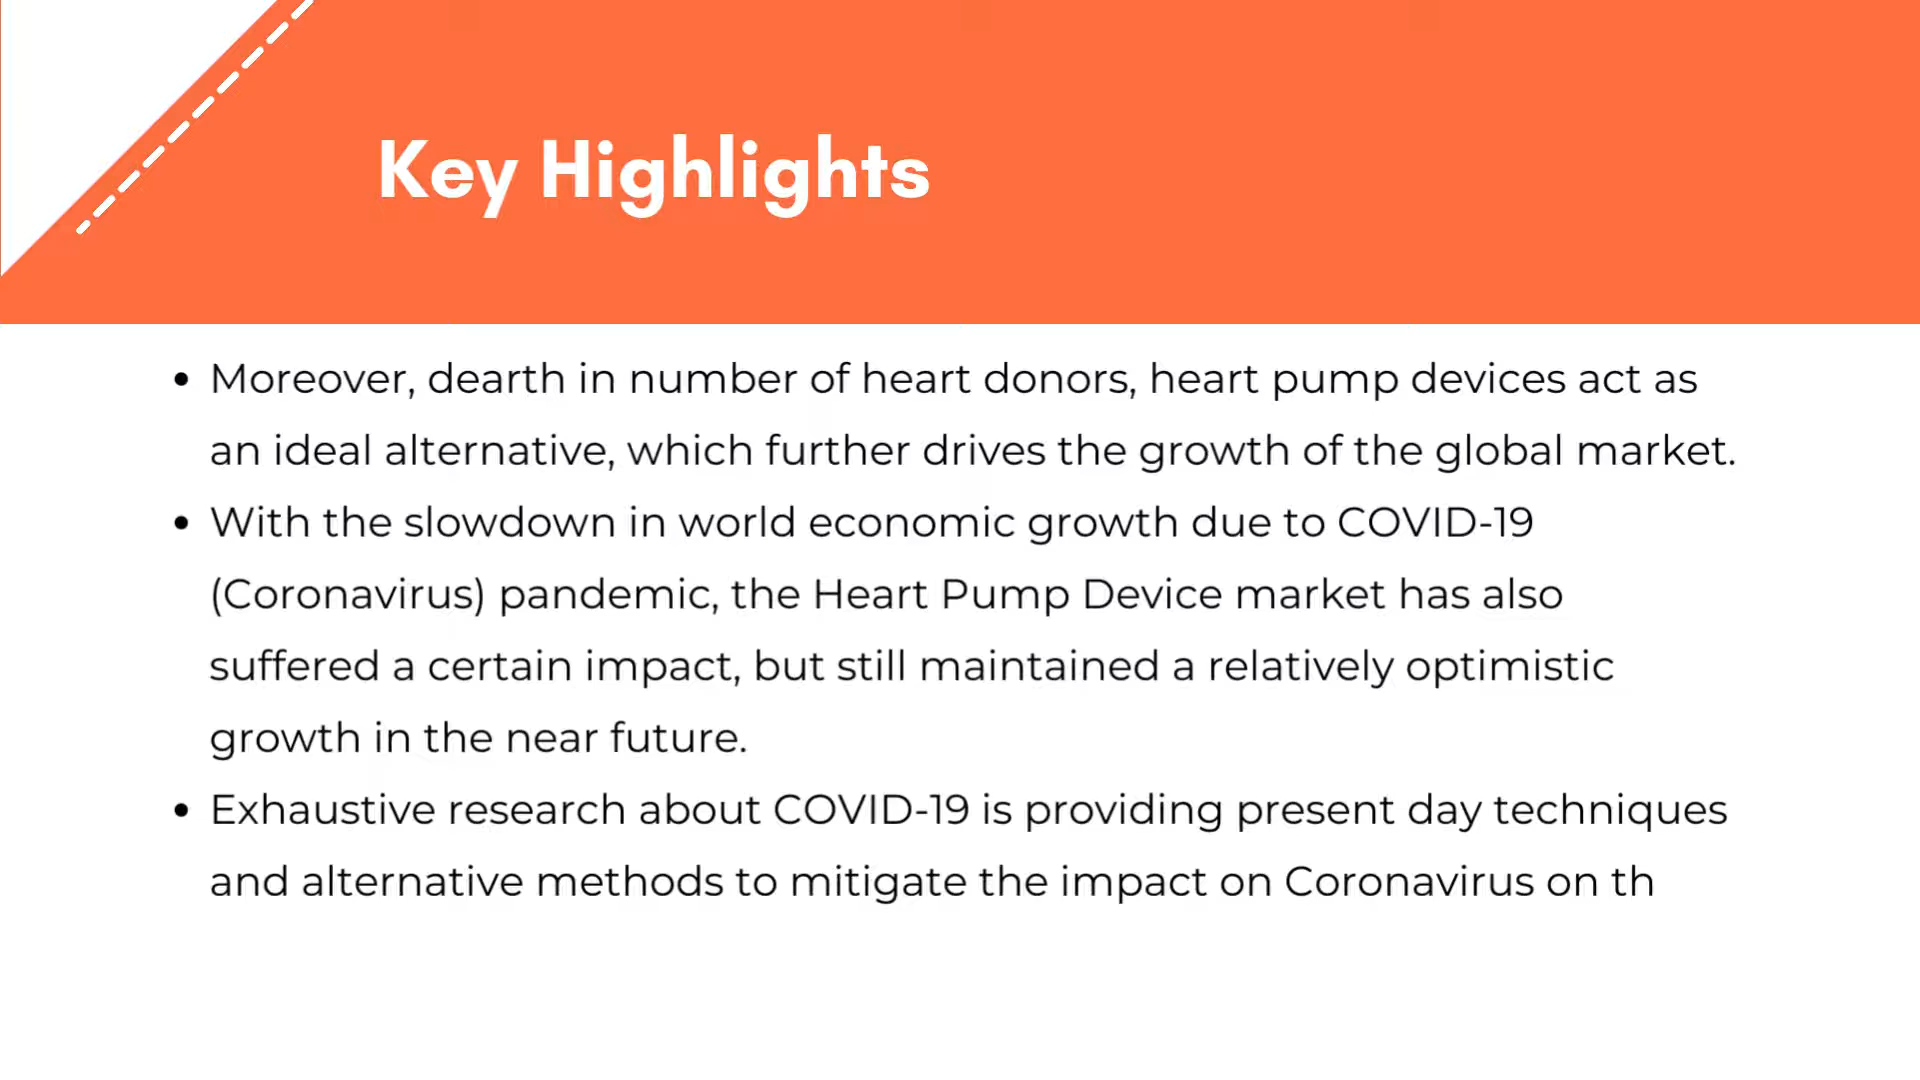 Key Highlights
• Moreover, dearth in number of heart donors, heart pump devices act as
an ideal alternative, which further drives the growth of the global market.
• With the slowdown in world economic growth due to COVID-19
(Coronavirus) pandemic, the Heart Pump Device market has also
suffered a certain impact, but still maintained a relatively optimistic
growth in the near future.
• Exhaustive research about COVID-19 is providing present day techniques
and alternative methods to mitigate the impact on Coronavirus on th